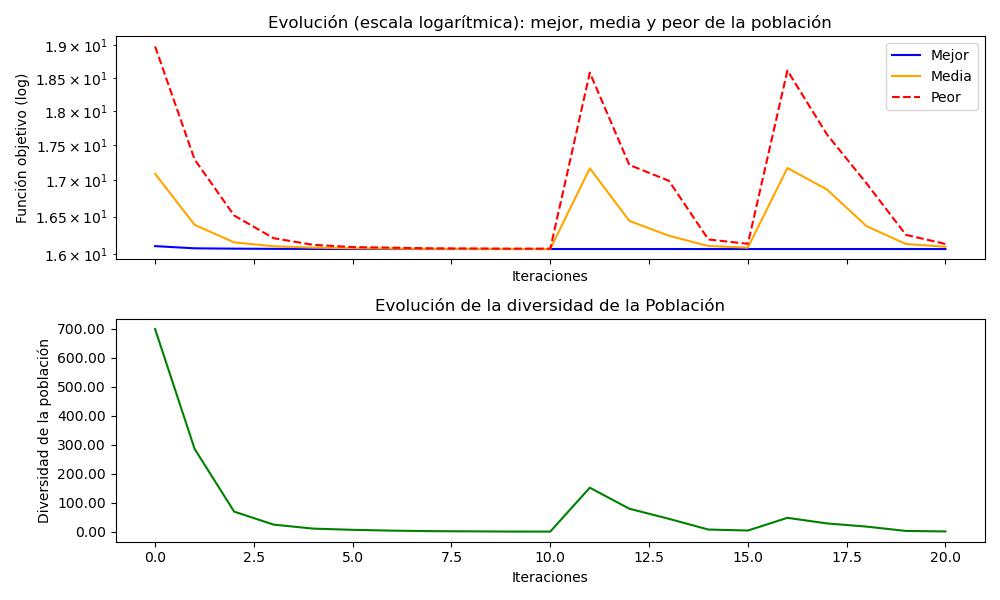 Evolución (escala logarítmica): mejor, media y peor de la población
Función objetivo (log)
1.9 × 10¹
1.85 × 10¹
1.8 × 10¹
1.75 × 10¹
1.7 × 10¹
1.65 × 10¹
1.6 × 10¹
Mejor
Media
Peor
Iteraciones
Evolución de la diversidad de la Población
Diversidad de la población
700.00
600.00
500.00
400.00
300.00
200.00
100.00
0.00
0.0 2.5 5.0 7.5 10.0 12.5 15.0 17.5 20.0
Iteraciones